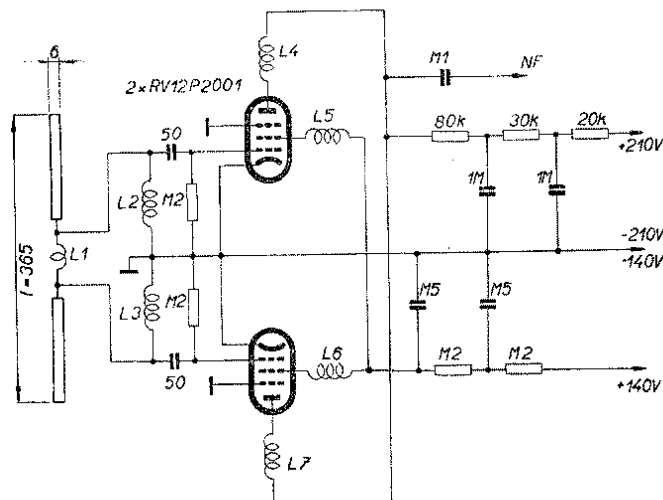 L4
M1
NF
6
2×RV12P2001
L5
80k
30k
20k
+210V
50
1M
1M
L2
M2
L1
l=365
-210V
-140V
L3
M2
M5
M5
50
L6
M2
M2
+140V
L7